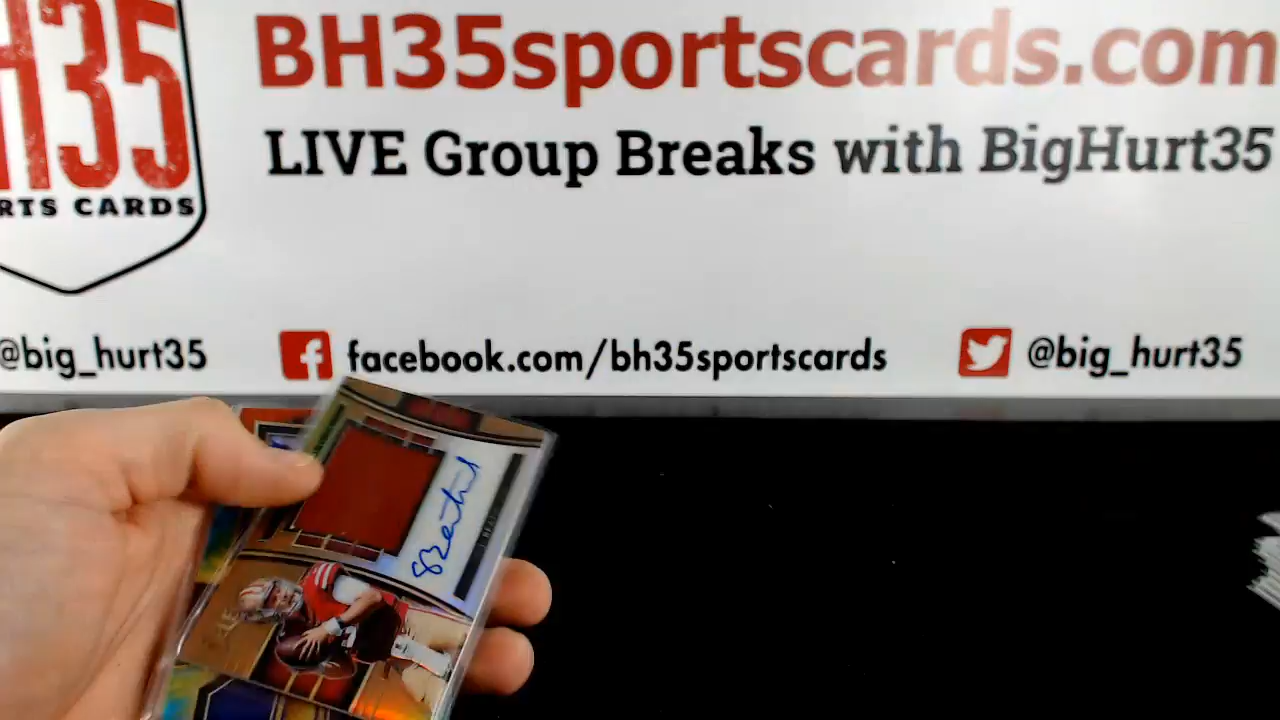 H35
RTS CARDS
BH35sportscards.com
LIVE Group Breaks with BigHurt35
@big_hurt35
facebook.com/bh35sportscards
@big_hurt35